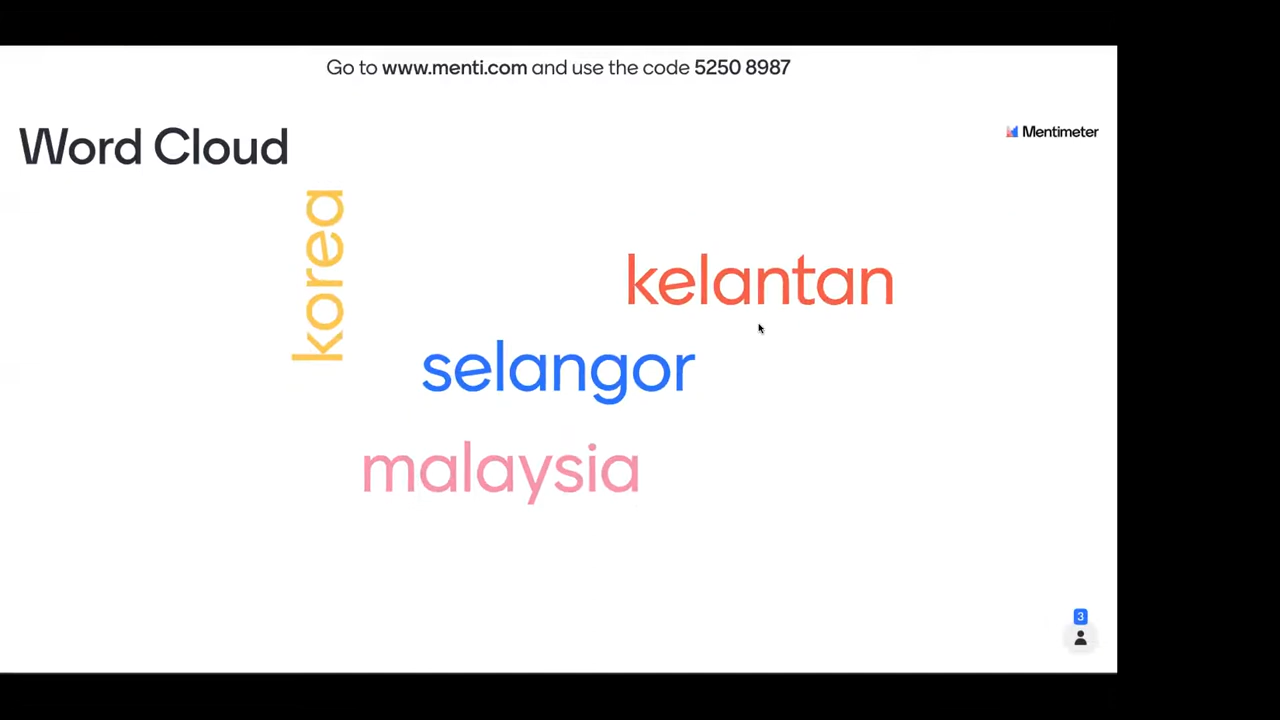 Go to www.menti.com and use the code 5250 8987
Word Cloud
Mentimeter
korea
kelantan
selangor
malaysia
3